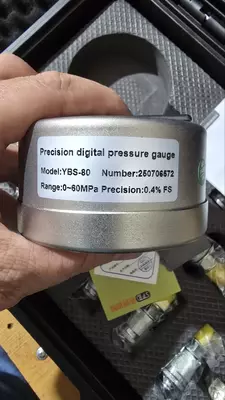 Precision digital pressure gauge
Model:YBS-80 Number:250706572
Range:0~60MPa Precision:0.4% FS